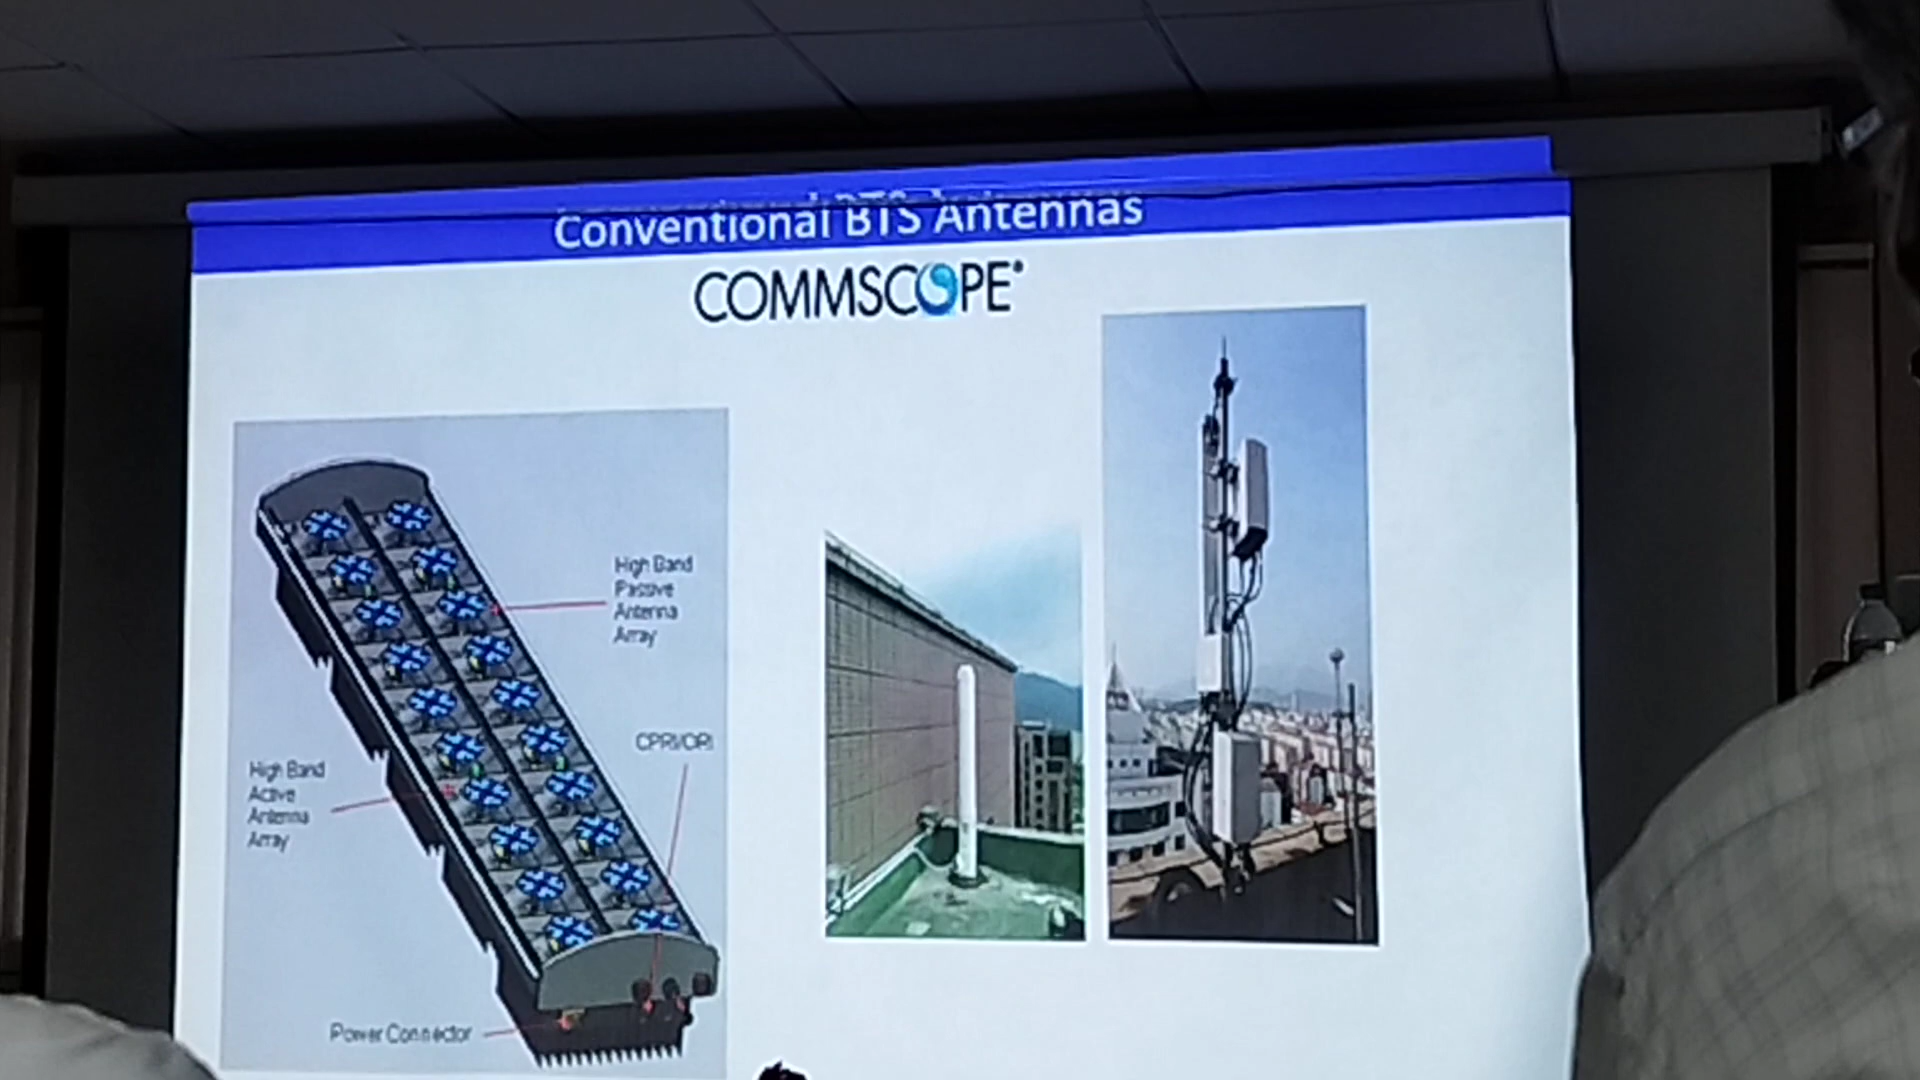 Conventional BTS Antennas
COMMSCOPE®
High Band
Passive
Antenna
Array
CPRI/ORI
High Band
Active
Antenna
Array
Power Connector